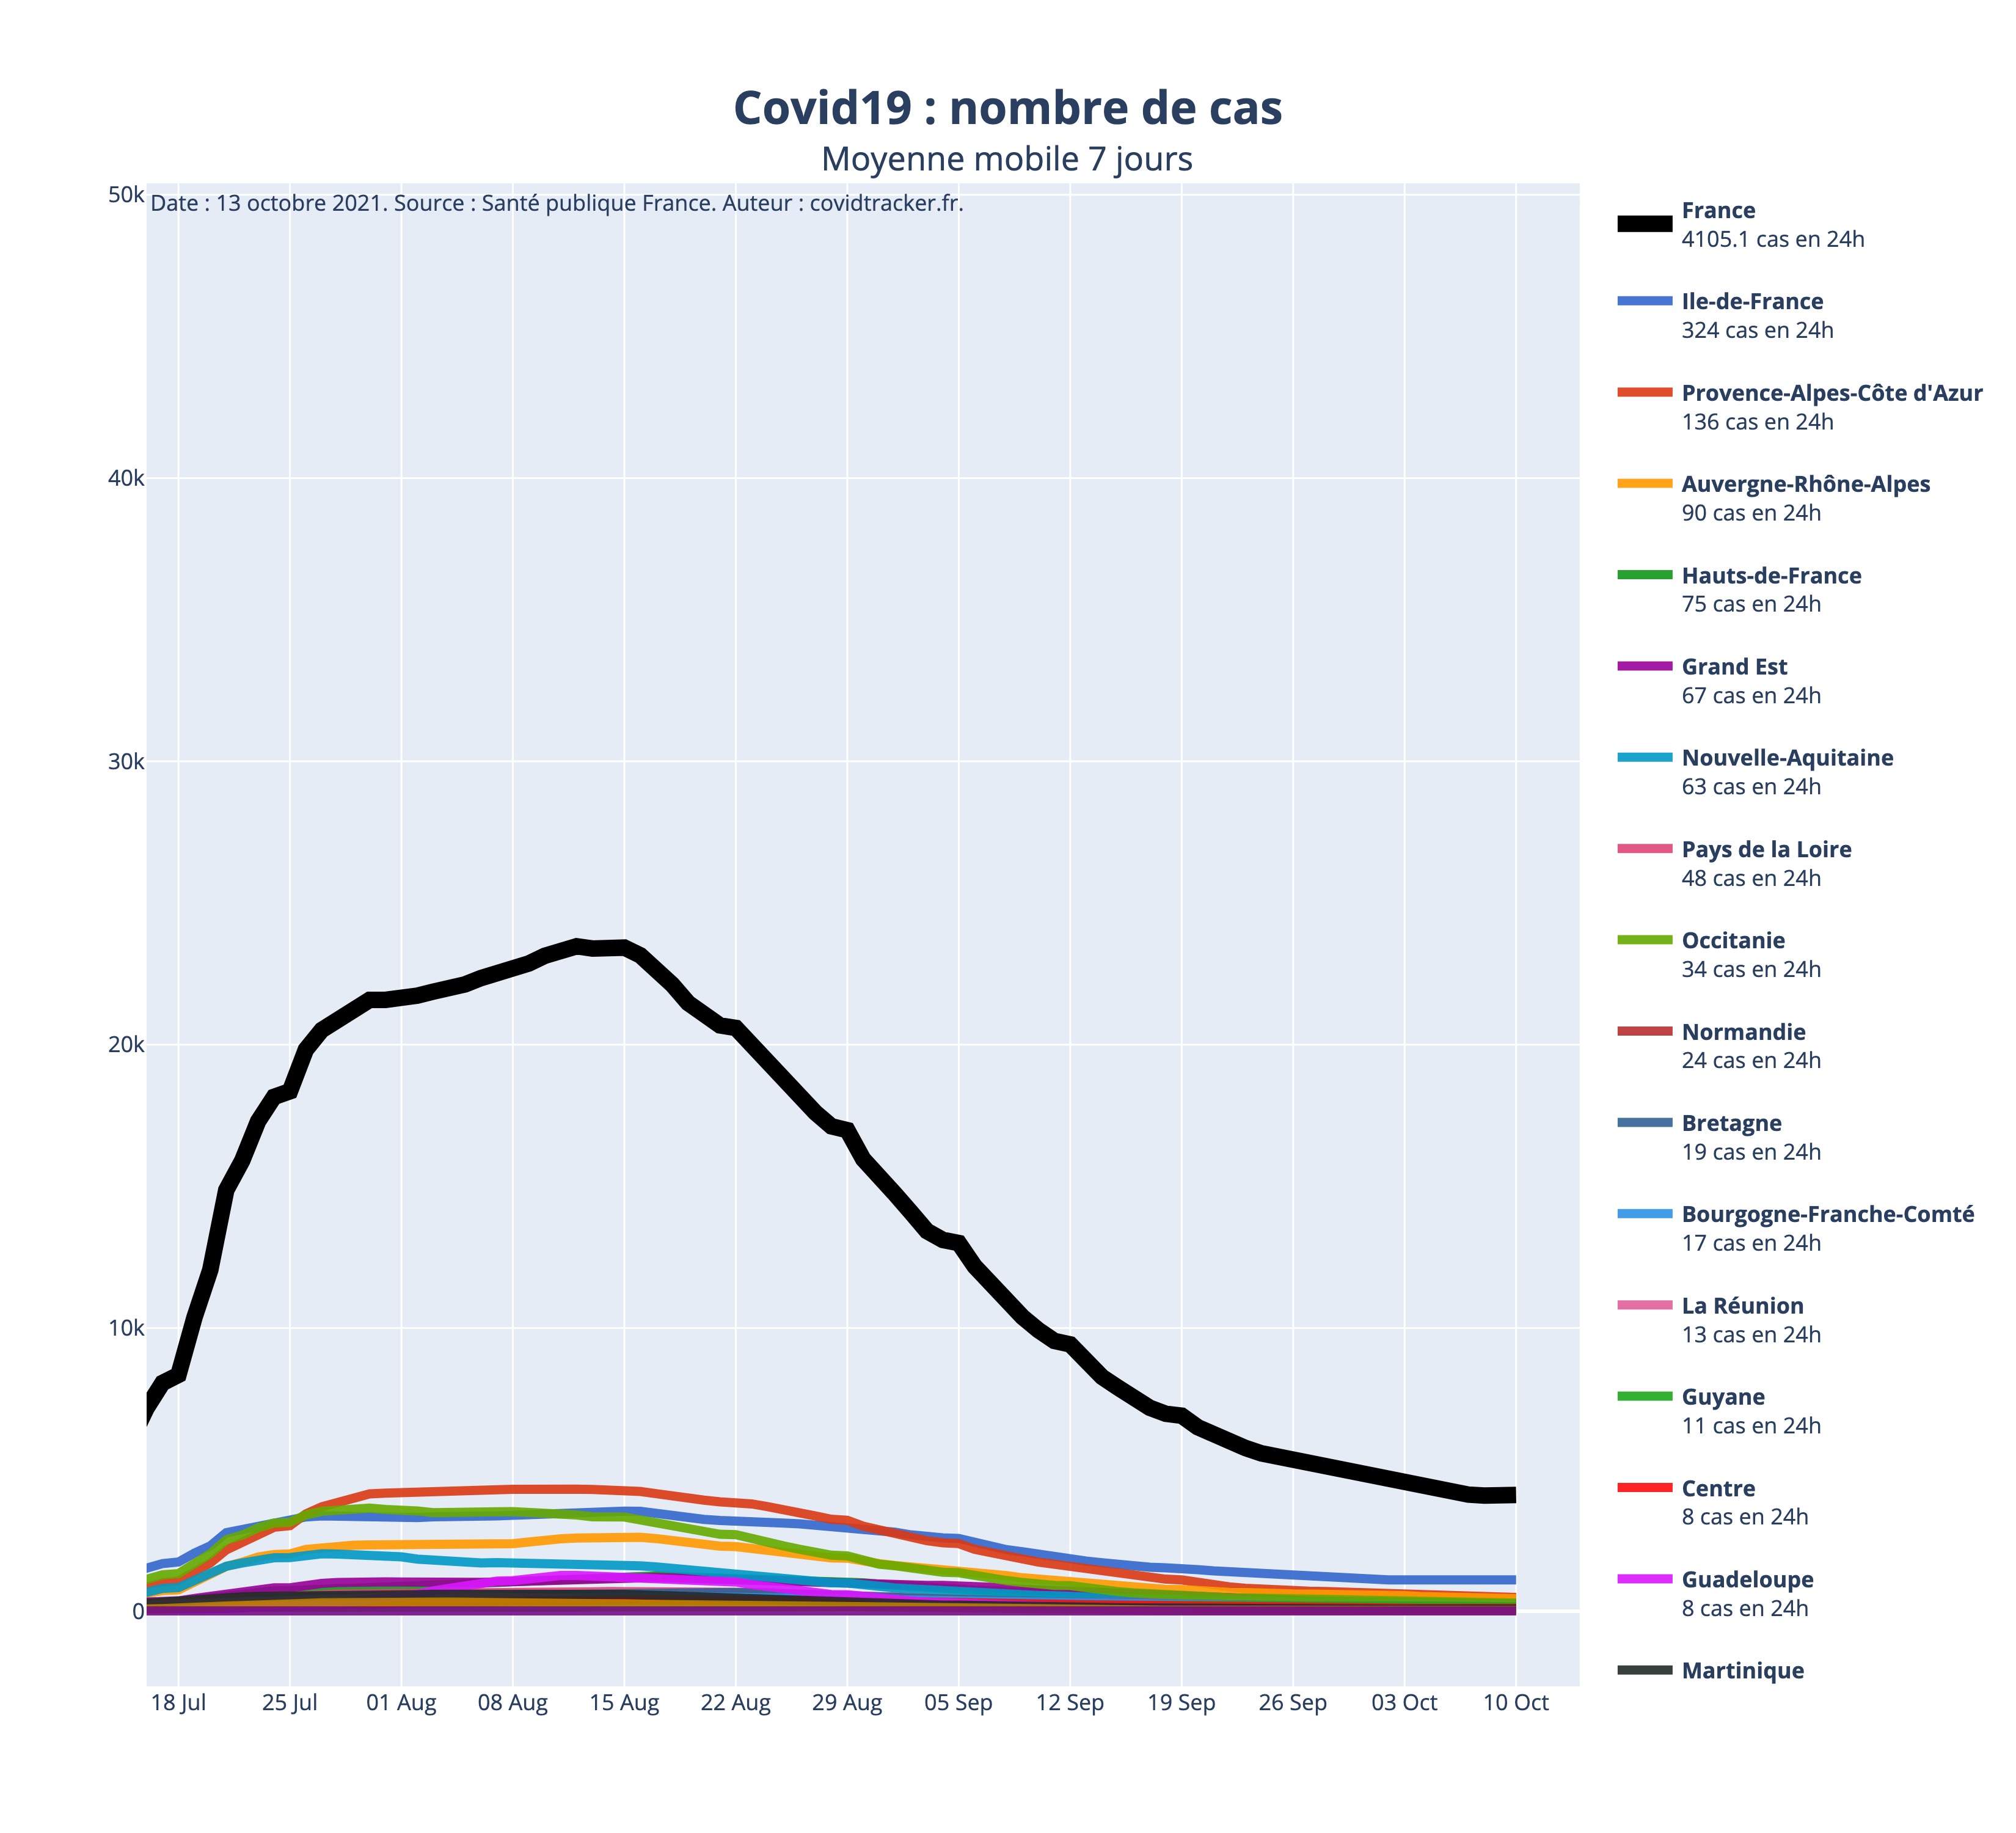 Covid19 : nombre de cas
Moyenne mobile 7 jours
Date : 13 octobre 2021. Source : Santé publique France. Auteur : covidtracker.fr.
50k
40k
30k
20k
10k
0
18 Jul
25 Jul
01 Aug
08 Aug
15 Aug
22 Aug
29 Aug
05 Sep
12 Sep
19 Sep
26 Sep
03 Oct
10 Oct
France
4105.1 cas en 24h
Ile-de-France
324 cas en 24h
Provence-Alpes-Côte d'Azur
136 cas en 24h
Auvergne-Rhône-Alpes
90 cas en 24h
Hauts-de-France
75 cas en 24h
Grand Est
67 cas en 24h
Nouvelle-Aquitaine
63 cas en 24h
Pays de la Loire
48 cas en 24h
Occitanie
34 cas en 24h
Normandie
24 cas en 24h
Bretagne
19 cas en 24h
Bourgogne-Franche-Comté
17 cas en 24h
La Réunion
13 cas en 24h
Guyane
11 cas en 24h
Centre
8 cas en 24h
Guadeloupe
8 cas en 24h
Martinique